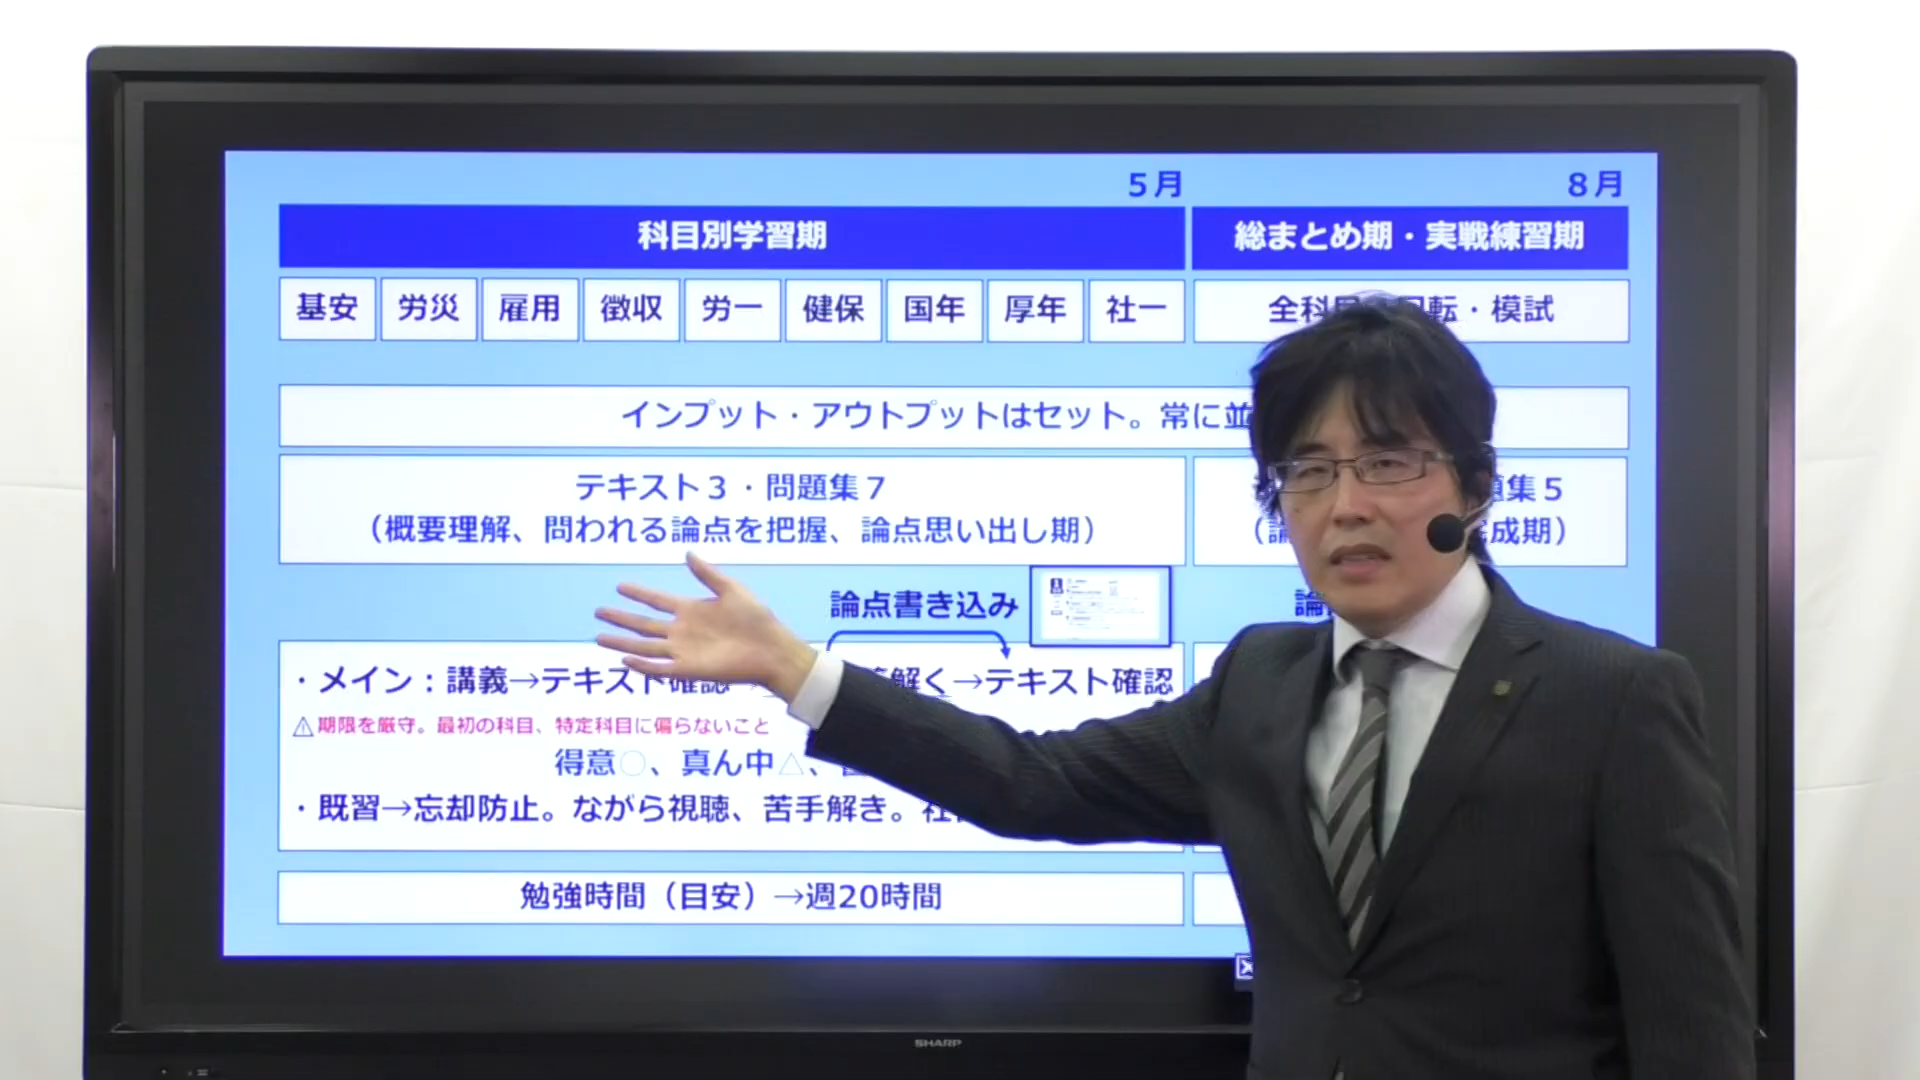 5月
8月
科目別学習期
総まとめ期・実戦練習期
基安 労災 雇用 徴収 労一 健保 国年 厚年 社一
全科 転・模試
インプット・アウトプットはセット。常に
テキスト3・問題集7
集5
（概要理解、問われる論点を把握、論点思い出し期）
成期）
論点書き込み
・メイン：講義→テキスト確認 解く→テキスト確認
⚠期限を厳守。最初の科目、特定科目に偏らないこと
得意○、真ん中△、
・既習→忘却防止。ながら視聴、苦手解き。
勉強時間（目安）→週20時間
SHARP